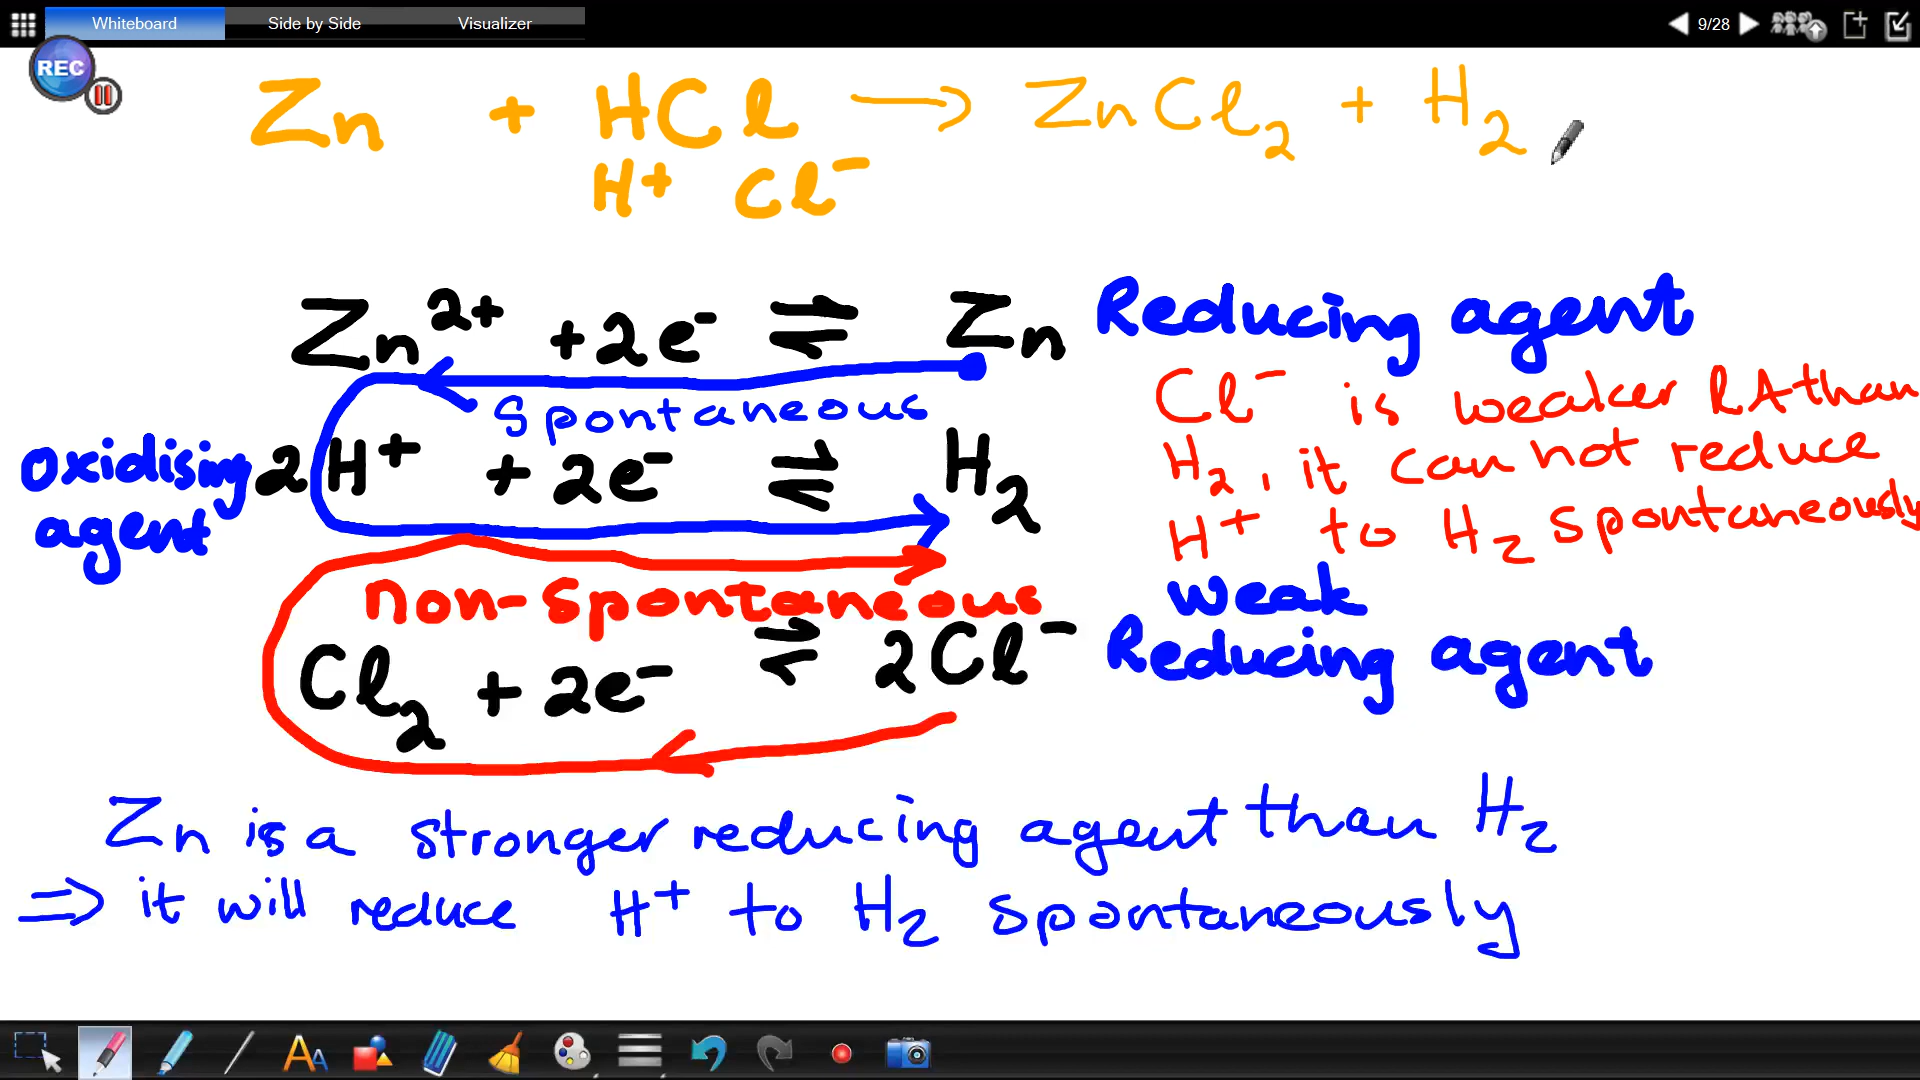 Whiteboard Side by Side Visualizer 9/28
REC
Zn + HCl → ZnCl₂ + H₂
H⁺ Cl⁻
Zn²⁺ + 2e⁻ ⇌ Zn Reducing agent
Spontaneous
Cl⁻ is weaker RA than
H₂, it can not reduce
H⁺ to H₂ spontaneously
Oxidising agent
2H⁺ + 2e⁻ ⇌ H₂
non-spontaneous
Weak
Reducing agent
Cl₂ + 2e⁻ ⇌ 2Cl⁻
Zn is a stronger reducing agent than H₂
⇒ it will reduce H⁺ to H₂ spontaneously